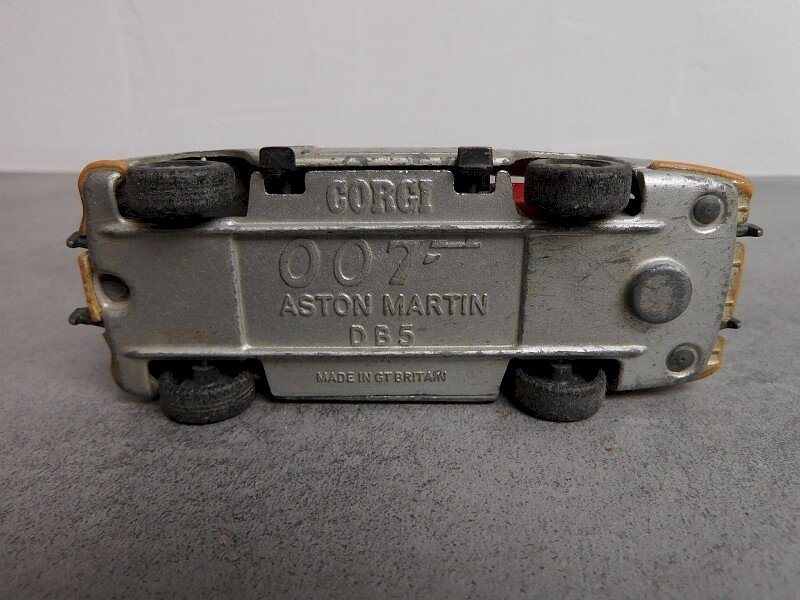 CORGI
007
ASTON MARTIN
DB5
MADE IN GT BRITAIN